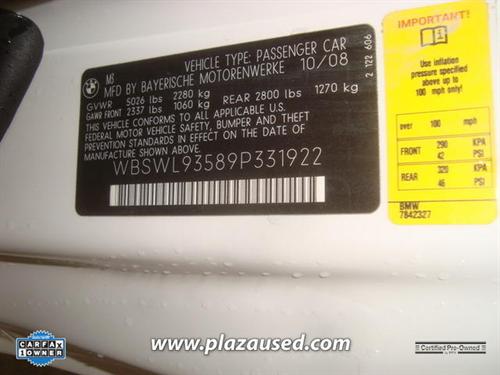 M3 VEHICLE TYPE: PASSENGER CAR
MFD BY BAYERISCHE MOTORENWERKE 10/08
GVWR 5026 lbs 2280 kg
GAWR FRONT 2337 lbs 1060 kg REAR 2800 lbs 1270 kg
THIS VEHICLE CONFORMS TO ALL APPLICABLE
FEDERAL MOTOR VEHICLE SAFETY, BUMPER AND THEFT
PREVENTION STANDARDS IN EFFECT ON THE DATE OF
MANUFACTURE SHOWN ABOVE.
WBSWL93589P331922
2 122 606
IMPORTANT!
Use inflation
pressure specified
above up to
100 mph only!
over 100 mph
FRONT 290 KPA
42 PSI
REAR 320 KPA
46 PSI
BMW
7842327
CARFAX
1 OWNER
www.plazaused.com
Certified Pre-Owned